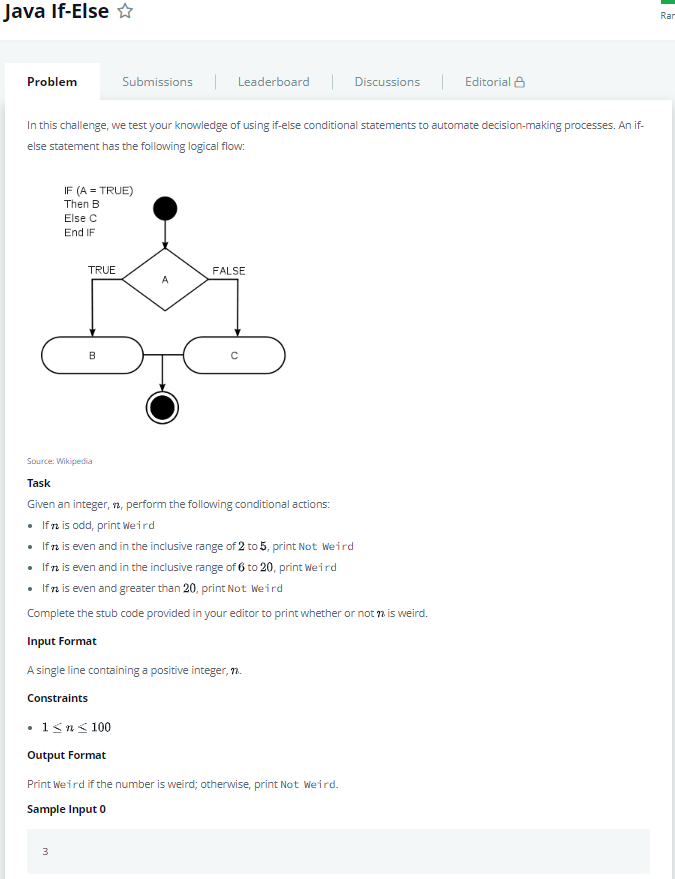 Java If-Else
Ran
Problem
Submissions
Leaderboard
Discussions
Editorial
In this challenge, we test your knowledge of using if-else conditional statements to automate decision-making processes. An if-
else statement has the following logical flow:
IF (A = TRUE)
Then B
Else C
End IF
TRUE
A
FALSE
B
C
Source: Wikipedia
Task
Given an integer, n, perform the following conditional actions:
• If n is odd, print Weird
• If n is even and in the inclusive range of 2 to 5, print Not Weird
• If n is even and in the inclusive range of 6 to 20, print Weird
• If n is even and greater than 20, print Not Weird
Complete the stub code provided in your editor to print whether or not n is weird.
Input Format
A single line containing a positive integer, n.
Constraints
• 1 ≤ n ≤ 100
Output Format
Print Weird if the number is weird; otherwise, print Not Weird.
Sample Input 0
3